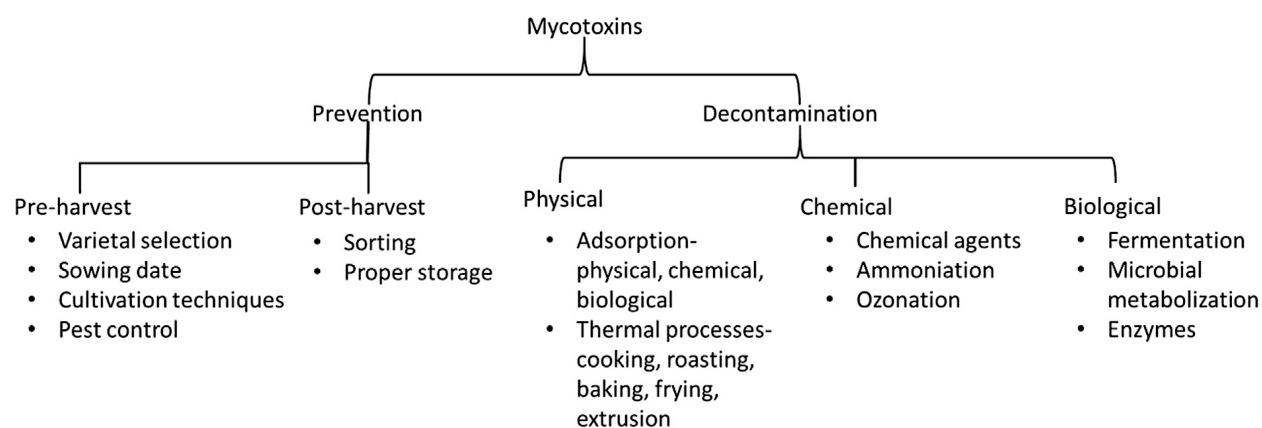 Mycotoxins
Prevention
Decontamination
Pre-harvest
• Varietal selection
• Sowing date
• Cultivation techniques
• Pest control
Post-harvest
• Sorting
• Proper storage
Physical
• Adsorption-
physical, chemical,
biological
• Thermal processes-
cooking, roasting,
baking, frying,
extrusion
Chemical
• Chemical agents
• Ammoniation
• Ozonation
Biological
• Fermentation
• Microbial
metabolization
• Enzymes